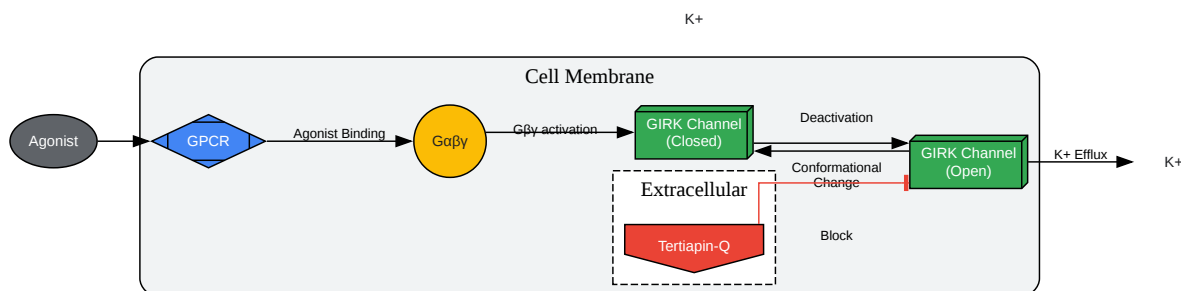 K+
Cell Membrane
Agonist
GPCR
Agonist Binding
Gαβγ
Gβγ activation
GIRK Channel
(Closed)
Deactivation
Conformational
Change
GIRK Channel
(Open)
K+ Efflux
K+
Extracellular
Tertiapin-Q
Block